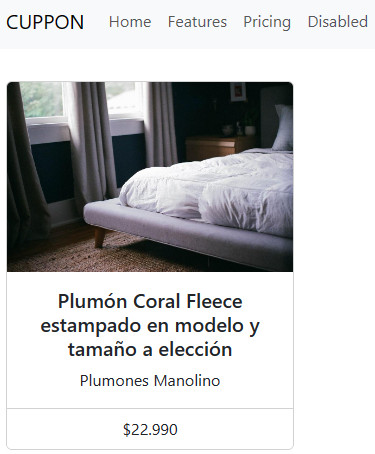 CUPPON Home Features Pricing Disabled
Plumón Coral Fleece
estampado en modelo y
tamaño a elección
Plumones Manolino
$22.990